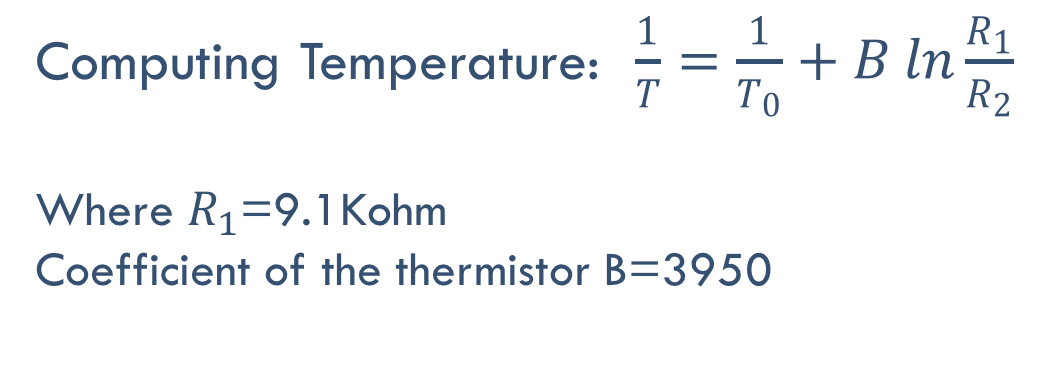 Computing Temperature: 1/T = 1/T₀ + B ln R₁/R₂
Where R₁=9.1Kohm
Coefficient of the thermistor B=3950